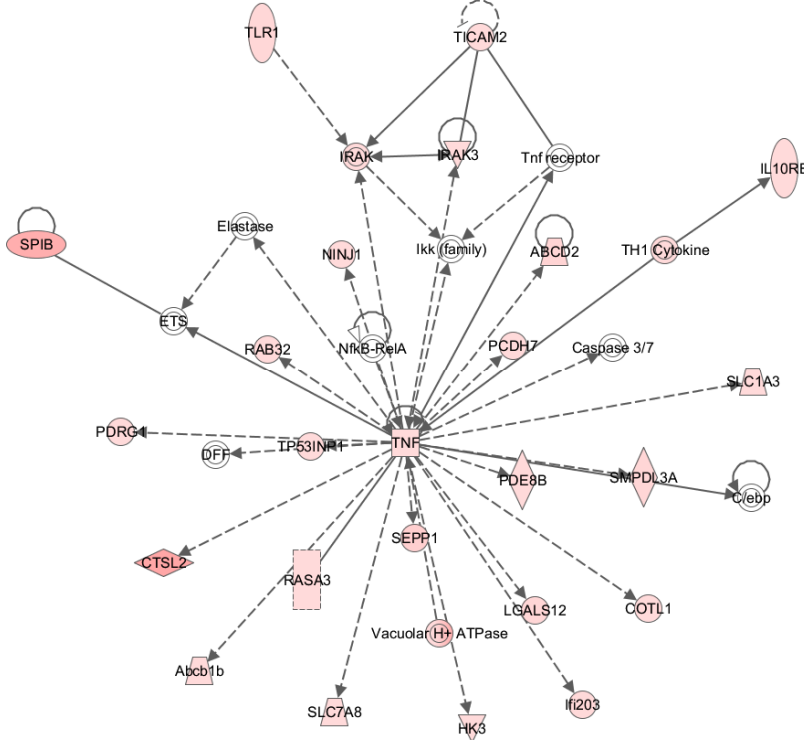 TLR1
TICAM2
IRAK
IRAK3
Tnf receptor
IL10RB
SPIB
Elastase
NINJ1
Ikk (family)
ABCD2
TH1 Cytokine
ETS
RAB32
NfkB-RelA
PCDH7
Caspase 3/7
SLC1A3
PDRG1
DFF
TP53INP1
TNF
PDE8B
SMPDL3A
C/ebp
CTSL2
RASA3
SEPP1
LGALS12
COTL1
Vacuolar H+ ATPase
Abcb1b
SLC7A8
HK3
Ifi203